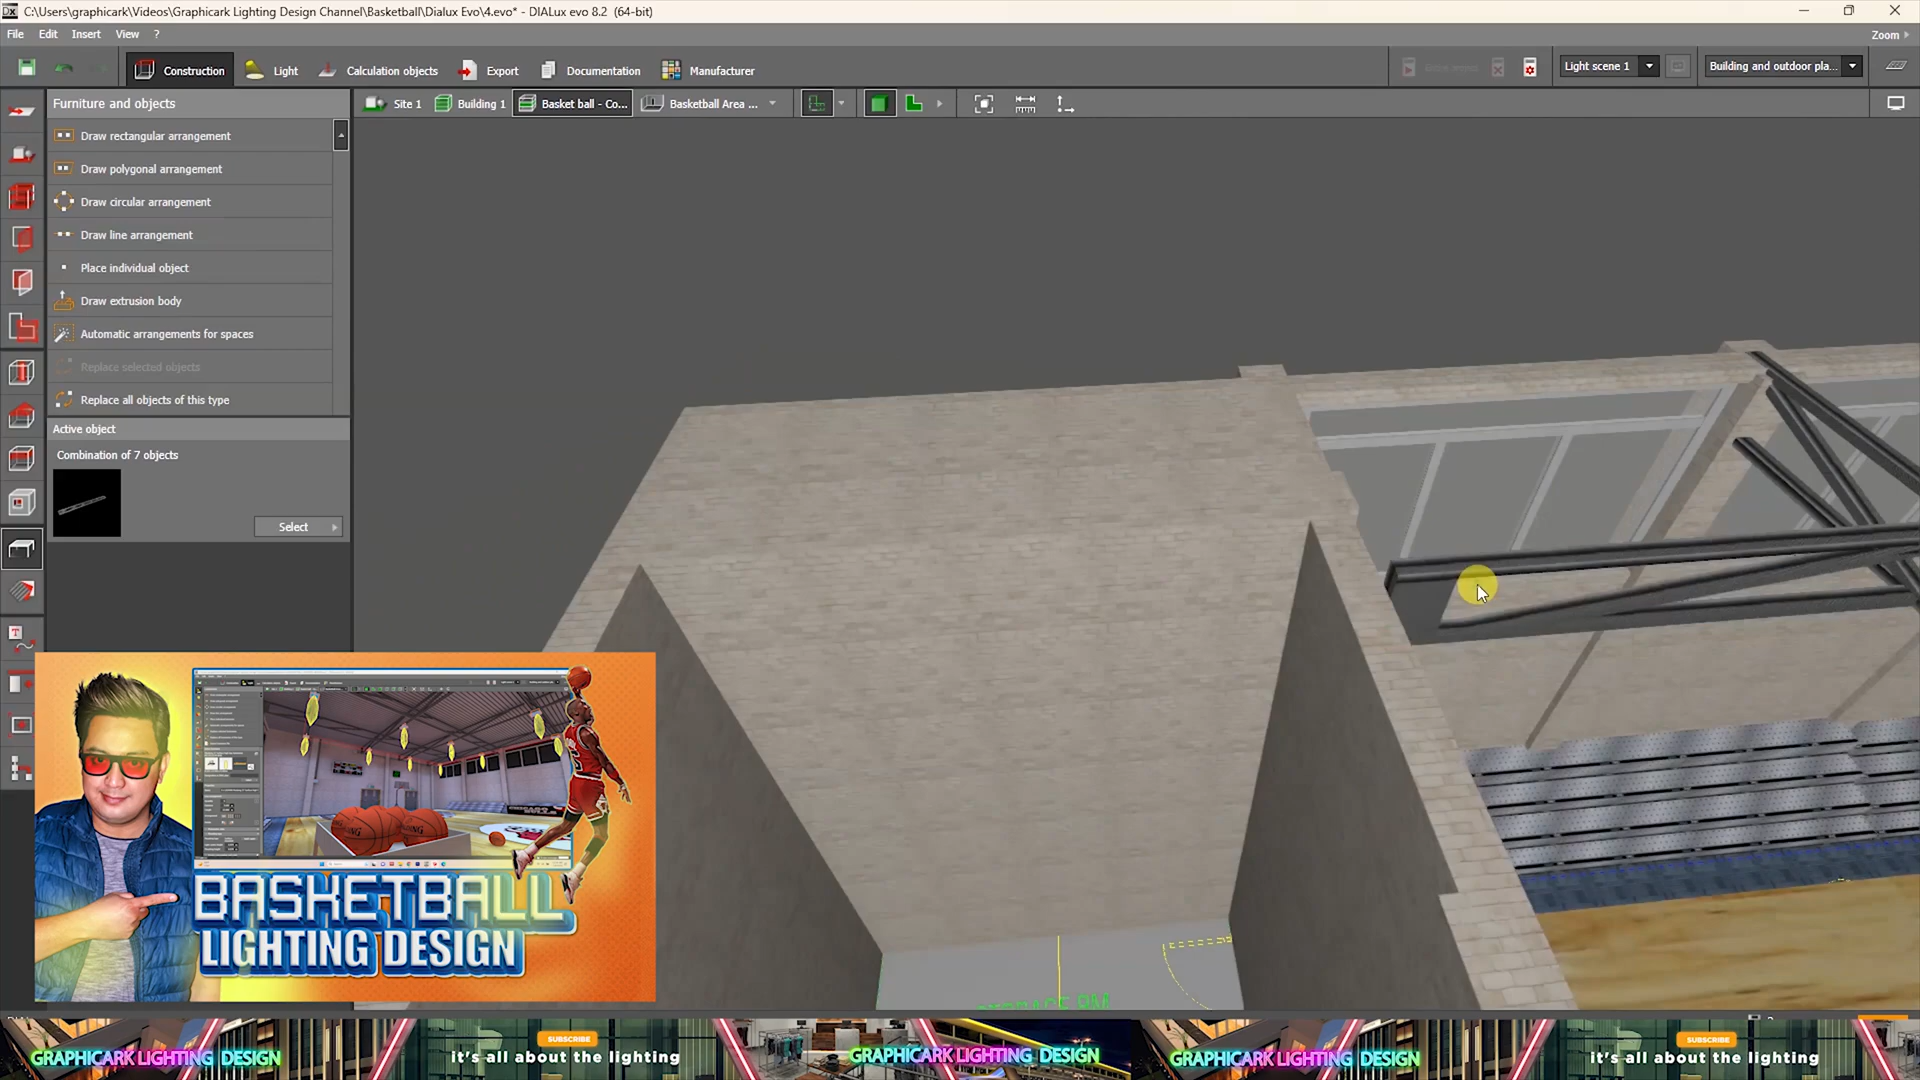 C:\Users\graphicark\Videos\Graphicark Lighting Design Channel\Basketball\Dialux Evo\4.evo* - DIALux evo 8.2 (64-bit)
File Edit Insert View ?
Zoom
Construction Light Calculation objects Export Documentation Manufacturer
Light scene 1 Building and outdoor pla...
Furniture and objects
Site 1 Building 1 Basket ball - Co... Basketball Area ...
Draw rectangular arrangement
Draw polygonal arrangement
Draw circular arrangement
Draw line arrangement
Place individual object
Draw extrusion body
Automatic arrangements for spaces
Replace selected objects
Replace all objects of this type
Active object
Combination of 7 objects
Select
BASKETBALL
LIGHTING DESIGN
GRAPHICARK LIGHTING DESIGN
SUBSCRIBE
it's all about the lighting
GRAPHICARK LIGHTING DESIGN
GRAPHICARK LIGHTING DESIGN
SUBSCRIBE
it's all about the lighting